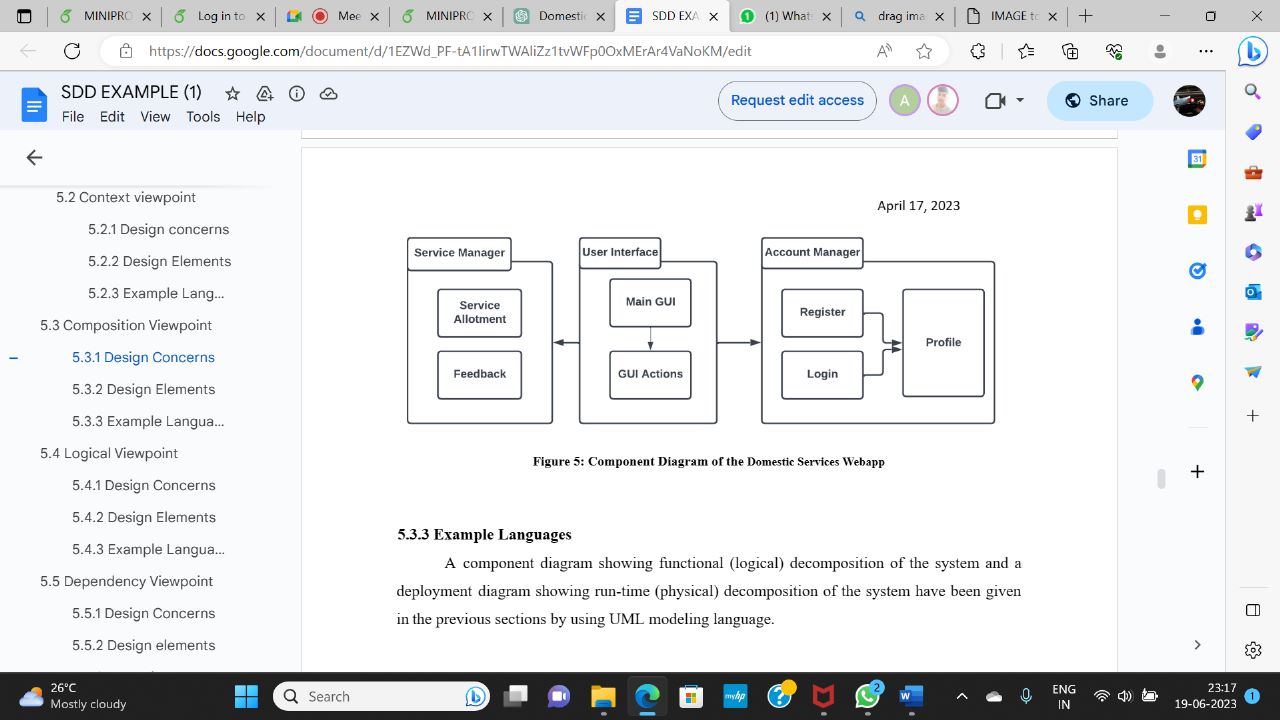 MINIPRO
Log in to
Mee
MINIPRO
Domestic
SDD EXA
(1) What
drag ima
IMAGE to
https://docs.google.com/document/d/1EZWd_PF-tA1IirwTWAliZz1tvWFp0OxMErAr4VaNoKM/edit
SDD EXAMPLE (1)
File Edit View Tools Help
Request edit access
A
Share
5.2 Context viewpoint
5.2.1 Design concerns
5.2.2 Design Elements
5.2.3 Example Lang...
5.3 Composition Viewpoint
5.3.1 Design Concerns
5.3.2 Design Elements
5.3.3 Example Langua...
5.4 Logical Viewpoint
5.4.1 Design Concerns
5.4.2 Design Elements
5.4.3 Example Langua...
5.5 Dependency Viewpoint
5.5.1 Design Concerns
5.5.2 Design elements
April 17, 2023
Service Manager
Service
Allotment
Feedback
User Interface
Main GUI
GUI Actions
Account Manager
Register
Login
Profile
Figure 5: Component Diagram of the Domestic Services Webapp
5.3.3 Example Languages
A component diagram showing functional (logical) decomposition of the system and a
deployment diagram showing run-time (physical) decomposition of the system have been given
in the previous sections by using UML modeling language.
31
26°C
Mostly cloudy
Search
myhp
2
ENG
IN
23:17
19-06-2023
1